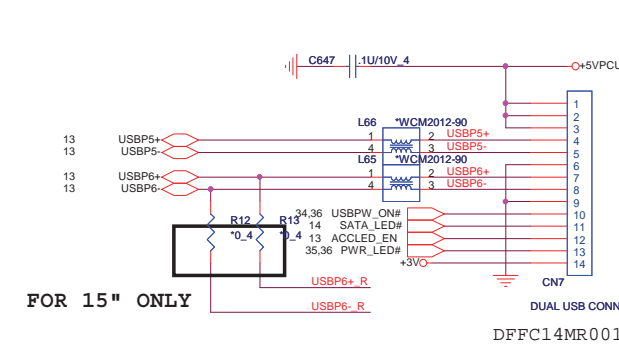 C647 .1U/10V_4
+5VPCU
L66 *WCM2012-90
13 USBP5+ 1 2 USBP5+
13 USBP5- 4 3 USBP5-
L65 *WCM2012-90
13 USBP6+ 1 2 USBP6+
13 USBP6- 4 3 USBP6-
1
2
3
4
5
6
7
8
9
10
11
12
13
14
R12 *0_4
R13 *0_4
34,36 USBPW_ON#
14 SATA_LED#
13 ACCLED_EN
35,36 PWR_LED#
+3VO
USBP6+_R
USBP6-_R
FOR 15" ONLY
CN7
DUAL USB CONN
DFFC14MR001